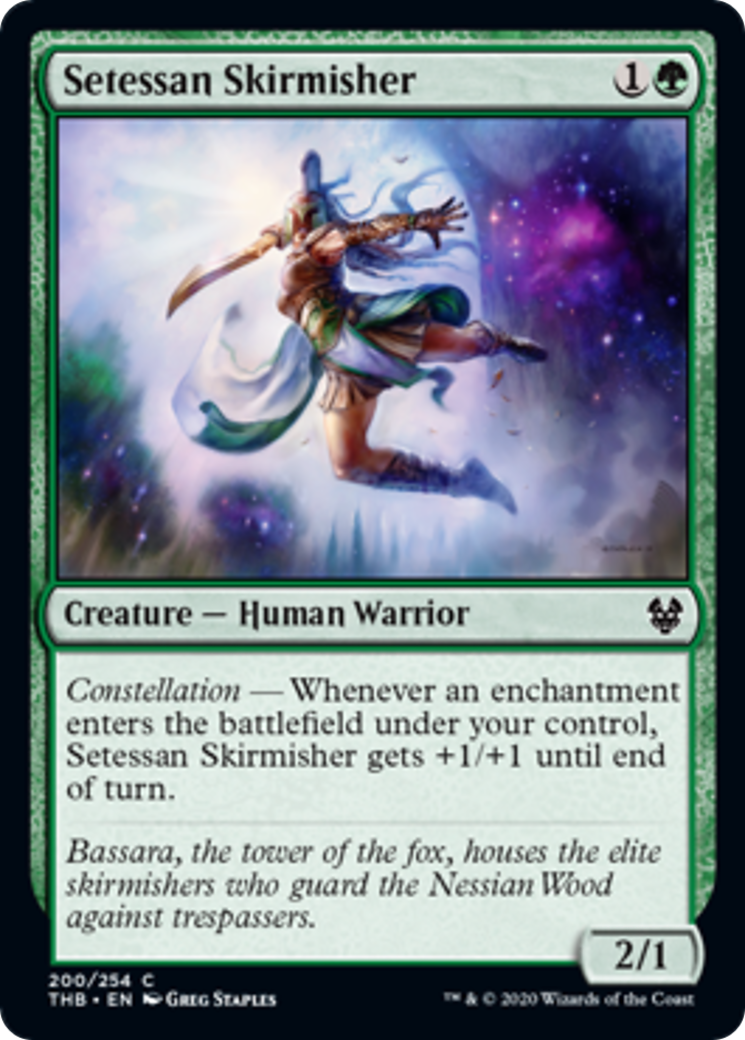 Setessan Skirmisher 1
Creature — Human Warrior
Constellation — Whenever an enchantment
enters the battlefield under your control,
Setessan Skirmisher gets +1/+1 until end
of turn.
Bassara, the tower of the fox, houses the elite
skirmishers who guard the Nessian Wood
against trespassers.
2/1
200/254 C
THB • EN Greg Staples
™ & © 2020 Wizards of the Coast